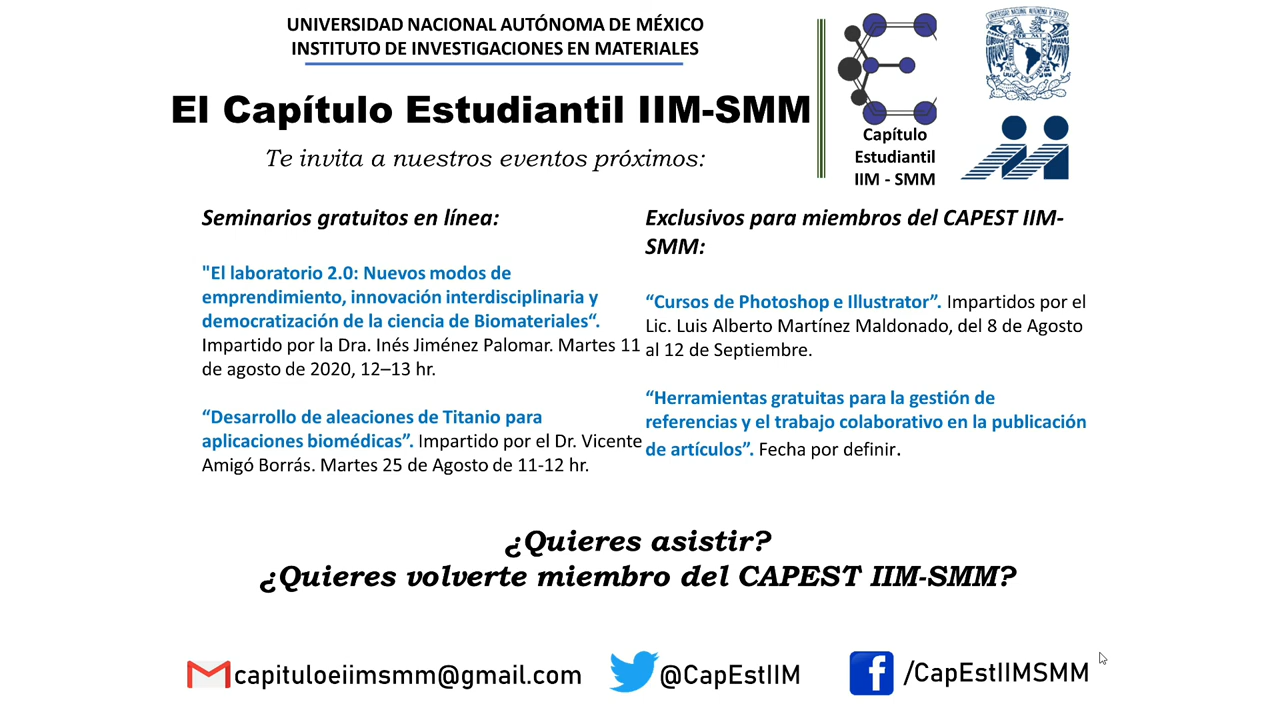 UNIVERSIDAD NACIONAL AUTÓNOMA DE MÉXICO
INSTITUTO DE INVESTIGACIONES EN MATERIALES
El Capítulo Estudiantil IIM-SMM
Te invita a nuestros eventos próximos:
Capítulo
Estudiantil
IIM - SMM
Seminarios gratuitos en línea:
"El laboratorio 2.0: Nuevos modos de
emprendimiento, innovación interdisciplinaria y
democratización de la ciencia de Biomateriales“.
Impartido por la Dra. Inés Jiménez Palomar. Martes 11
de agosto de 2020, 12–13 hr.
“Desarrollo de aleaciones de Titanio para
aplicaciones biomédicas”. Impartido por el Dr. Vicente
Amigó Borrás. Martes 25 de Agosto de 11-12 hr.
Exclusivos para miembros del CAPEST IIM-
SMM:
“Cursos de Photoshop e Illustrator”. Impartidos por el
Lic. Luis Alberto Martínez Maldonado, del 8 de Agosto
al 12 de Septiembre.
“Herramientas gratuitas para la gestión de
referencias y el trabajo colaborativo en la publicación
de artículos”. Fecha por definir.
¿Quieres asistir?
¿Quieres volverte miembro del CAPEST IIM-SMM?
capituloeiimsmm@gmail.com
@CapEstIIM
/CapEstIIMSMM